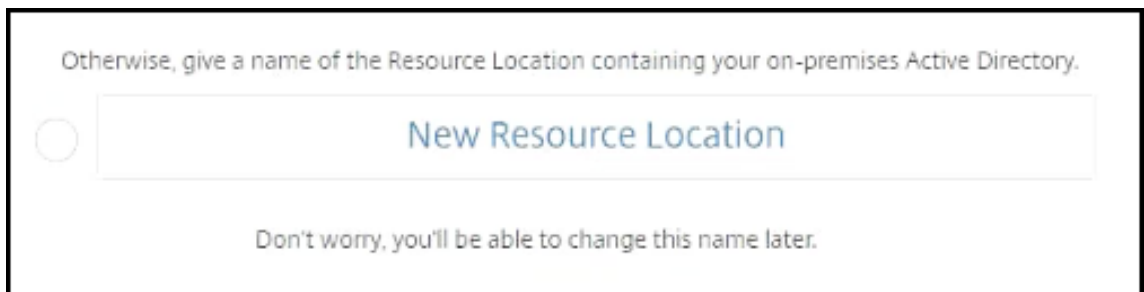 Otherwise, give a name of the Resource Location containing your on-premises Active Directory.
New Resource Location
Don't worry, you'll be able to change this name later.